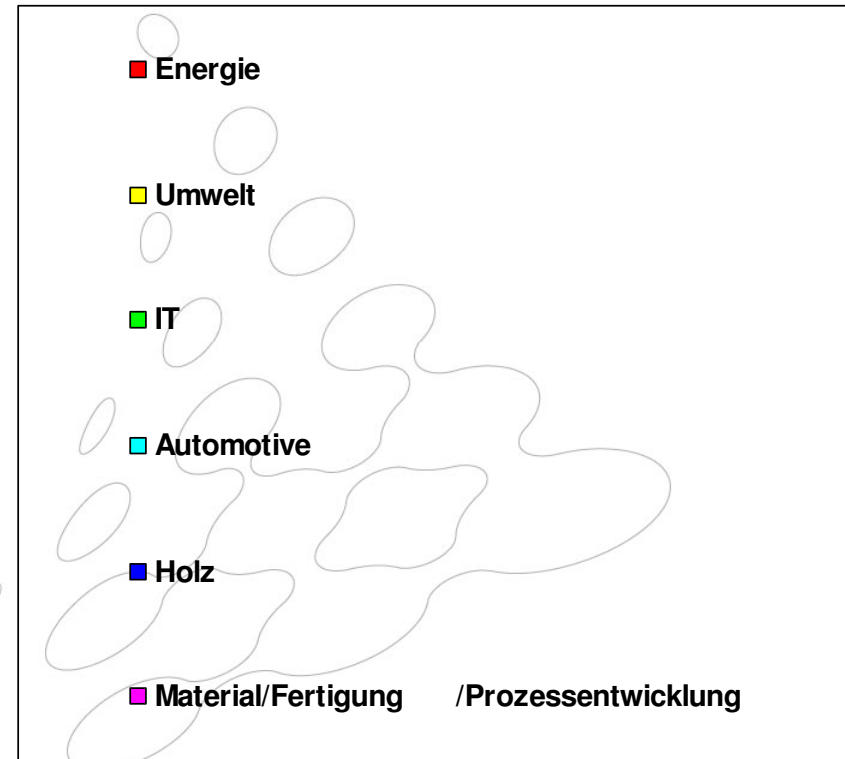 Energie
Umwelt
IT
Automotive
Holz
Material/Fertigung /Prozessentwicklung